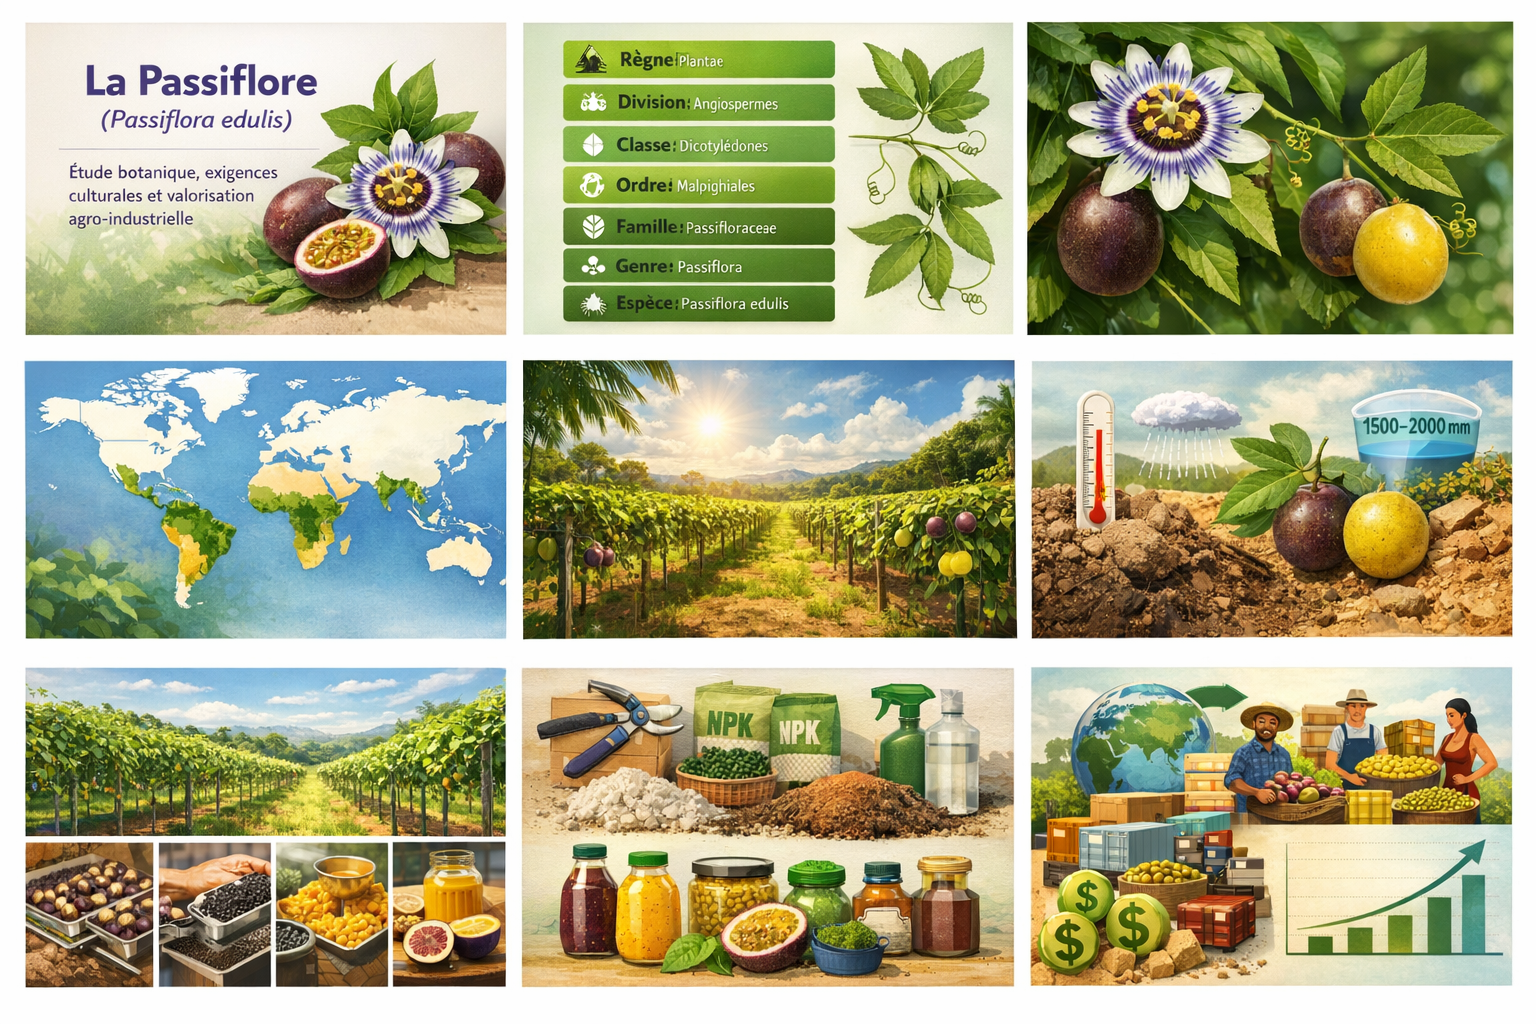 La Passiflore
(Passiflora edulis)
Étude botanique, exigences
culturales et valorisation
agro-industrielle
Règne: Plantae
Division: Angiospermes
Classe: Dicotylédones
Ordre: Malpighiales
Famille: Passifloraceae
Genre: Passiflora
Espèce: Passiflora edulis
1500-2000 mm
NPK
NPK
$
$
$